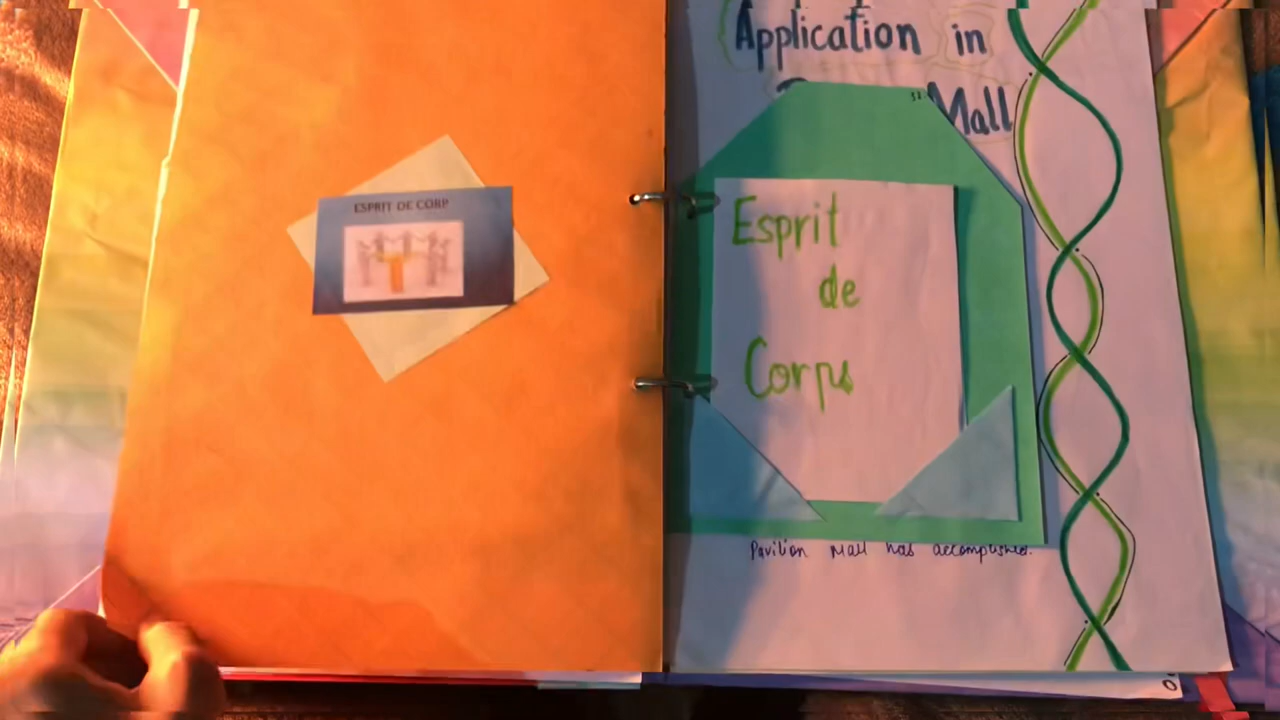 ESPRIT DE CORP
Application in
Mall
Esprit
de
Corps
Pavilion Mall has accomplished.